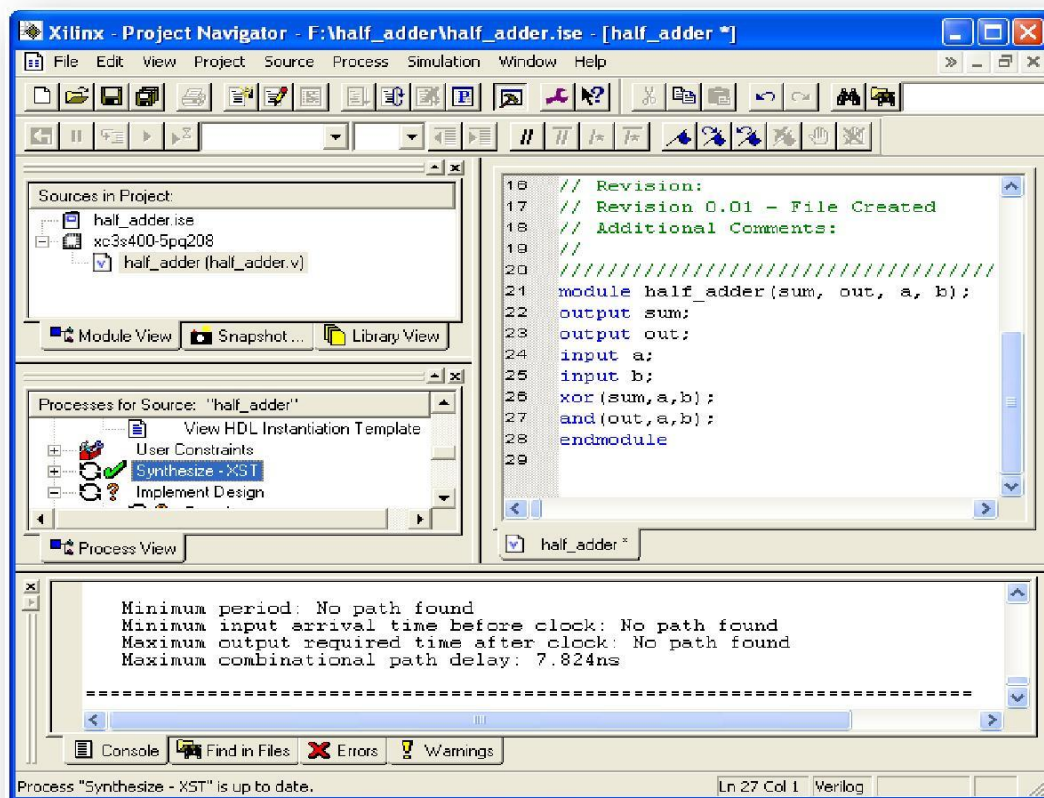 Xilinx - Project Navigator - F:\half_adder\half_adder.ise - [half_adder *]
File Edit View Project Source Process Simulation Window Help
Sources in Project:
half_adder.ise
xc3s400-5pq208
half_adder (half_adder.v)
Module View Snapshot ... Library View
Processes for Source: "half_adder"
View HDL Instantiation Template
User Constraints
Synthesize - XST
Implement Design
Process View
16 // Revision:
17 // Revision 0.01 - File Created
18 // Additional Comments:
19 //
20 ////////////////////////////////////
21 module half_adder(sum, out, a, b);
22 output sum;
23 output out;
24 input a;
25 input b;
26 xor(sum,a,b);
27 and(out,a,b);
28 endmodule
29
half_adder *
Minimum period: No path found
Minimum input arrival time before clock: No path found
Maximum output required time after clock: No path found
Maximum combinational path delay: 7.824ns
=========================================================================
Console Find in Files Errors Warnings
Process "Synthesize - XST" is up to date.
Ln 27 Col 1 Verilog